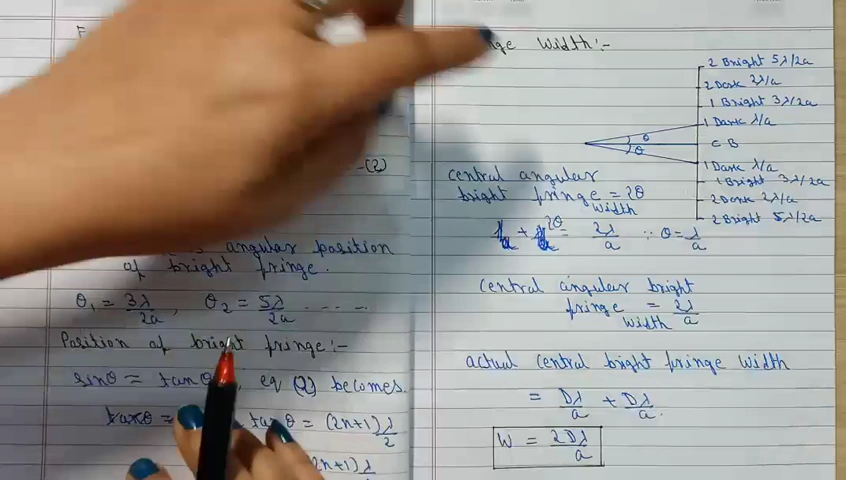 F
-(2)
angular position
of bright fringe.
θ₁ = 3λ/2a , θ₂ = 5λ/2a . . . . ..
Position of bright fringe:-
sinθ ≈ tanθ, eq (2) becomes.
tanθ = (2n+1) λ/2
2n+1) λ
Width:-
2 Bright 5λ/2a
2 Dark 2λ/a
1 Bright 3λ/2a
1 Dark λ/a
θ
C B
θ
1 Dark λ/a
1 Bright 3λ/2a
2 Dark 2λ/a
2 Bright 5λ/2a
central angular
bright fringe = 2θ
width
+ 2θ = 2λ/a ∵ θ = λ/a
central angular bright
fringe = 2λ/a
width
actual central bright fringe width
= Dλ/a + Dλ/a.
W = 2Dλ/a